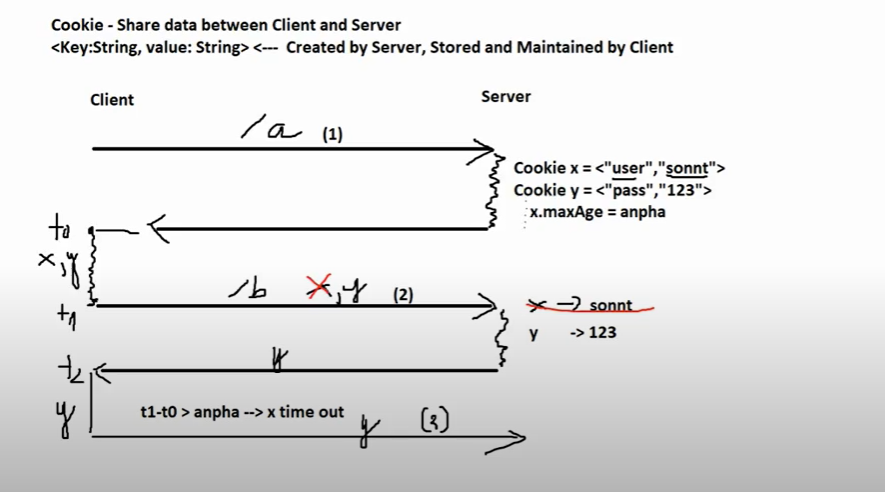 Cookie - Share data between Client and Server
<Key:String, value: String> <--- Created by Server, Stored and Maintained by Client
Client
Server
/a (1)
Cookie x = <"user","sonnt">
Cookie y = <"pass","123">
x.maxAge = anpha
t0
x,y
/b x,y (2)
t1
x -> sonnt
y -> 123
y
t2
y
t1-t0 > anpha --> x time out
y (3)